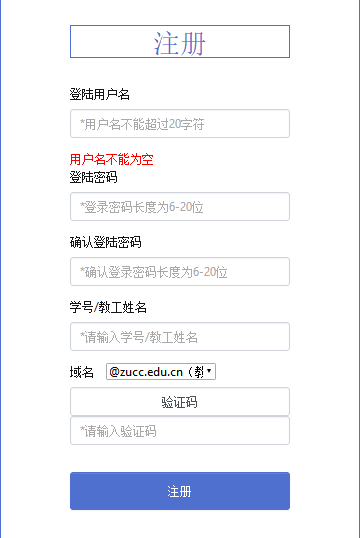 注册
登陆用户名
*用户名不能超过20字符
用户名不能为空
登陆密码
*登录密码长度为6-20位
确认登陆密码
*确认登录密码长度为6-20位
学号/教工姓名
*请输入学号/教工姓名
域名 @zucc.edu.cn（教
验证码
*请输入验证码
注册